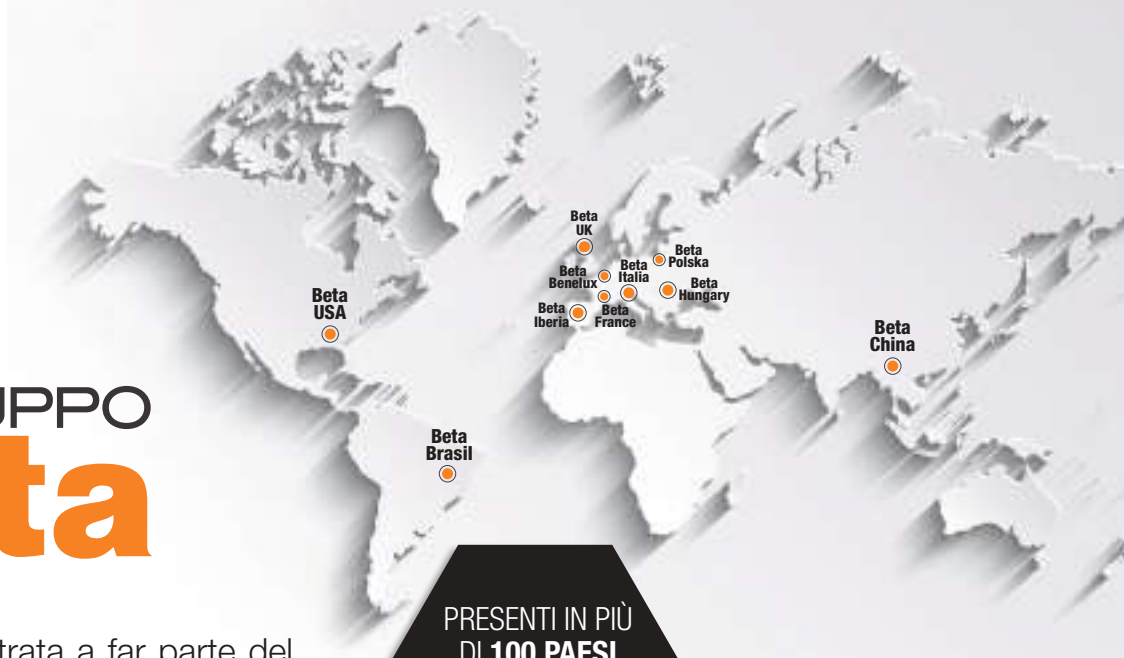 Beta
UK
Beta
Polska
Beta
Italia
Beta
Benelux
Beta
Hungary
Beta
Iberia
Beta
France
Beta
USA
Beta
China
Beta
Brasil
UPPO
ta
trata a far parte del
PRESENTI IN PIÙ
DI 100 PAESI